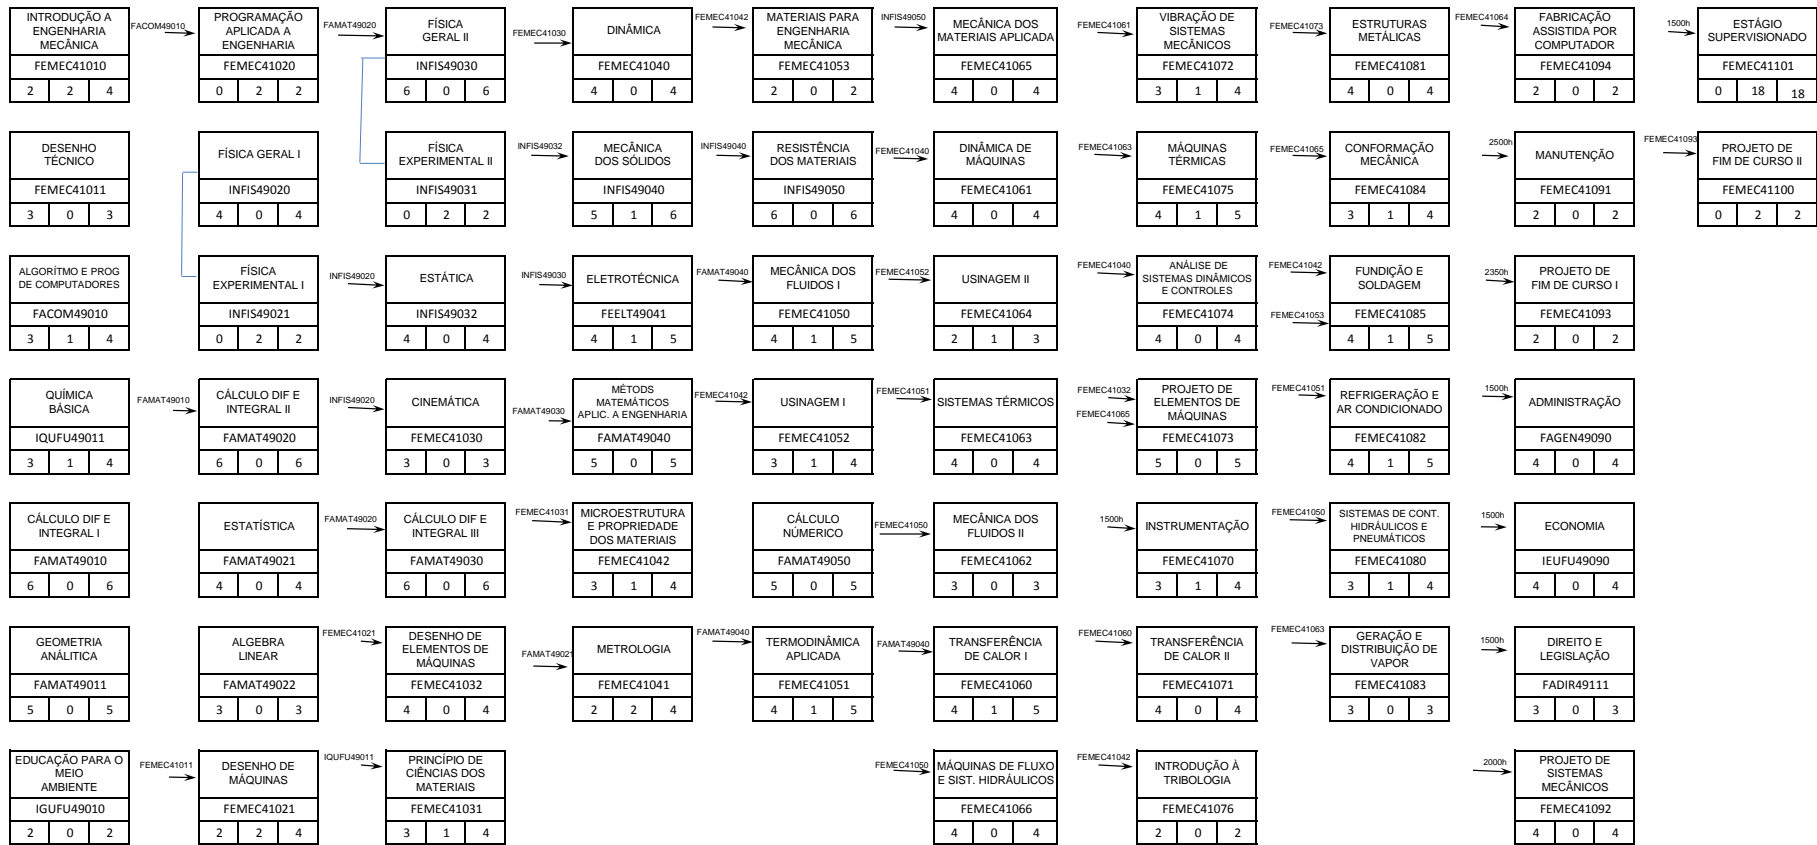 INTRODUÇÃO A
ENGENHARIA
MECÂNICA
FEMEC41010
2 2 4
FACOM49010
PROGRAMAÇÃO
APLICADA A
ENGENHARIA
FEMEC41020
0 2 2
FAMAT49020
FÍSICA
GERAL II
INFIS49030
6 0 6
FEMEC41030
DINÂMICA
FEMEC41040
4 0 4
FEMEC41042
MATERIAIS PARA
ENGENHARIA
MECÂNICA
FEMEC41053
2 0 2
INFIS49050
MECÂNICA DOS
MATERIAIS APLICADA
FEMEC41065
4 0 4
FEMEC41061
VIBRAÇÃO DE
SISTEMAS
MECÂNICOS
FEMEC41072
3 1 4
FEMEC41073
ESTRUTURAS
METÁLICAS
FEMEC41081
4 0 4
FEMEC41064
FABRICAÇÃO
ASSISTIDA POR
COMPUTADOR
FEMEC41094
2 0 2
1500h
ESTÁGIO
SUPERVISIONADO
FEMEC41101
0 18 18
DESENHO
TÉCNICO
FEMEC41011
3 0 3
FÍSICA GERAL I
INFIS49020
4 0 4
FÍSICA
EXPERIMENTAL II
INFIS49031
0 2 2
INFIS49032
MECÂNICA
DOS SÓLIDOS
INFIS49040
5 1 6
INFIS49040
RESISTÊNCIA
DOS MATERIAIS
INFIS49050
6 0 6
FEMEC41040
DINÂMICA DE
MÁQUINAS
FEMEC41061
4 0 4
FEMEC41063
MÁQUINAS
TÉRMICAS
FEMEC41075
4 1 5
FEMEC41065
CONFORMAÇÃO
MECÂNICA
FEMEC41084
3 1 4
2500h
MANUTENÇÃO
FEMEC41091
2 0 2
FEMEC41093
PROJETO DE
FIM DE CURSO II
FEMEC41100
0 2 2
ALGORÍTMO E PROG
DE COMPUTADORES
FACOM49010
3 1 4
FÍSICA
EXPERIMENTAL I
INFIS49021
0 2 2
INFIS49020
ESTÁTICA
INFIS49032
4 0 4
INFIS49030
ELETROTÉCNICA
FEELT49041
4 1 5
FAMAT49040
MECÂNICA DOS
FLUIDOS I
FEMEC41050
4 1 5
FEMEC41052
USINAGEM II
FEMEC41064
2 1 3
FEMEC41040
ANÁLISE DE
SISTEMAS DINÂMICOS
E CONTROLES
FEMEC41074
4 0 4
FEMEC41042
FEMEC41053
FUNDIÇÃO E
SOLDAGEM
FEMEC41085
4 1 5
2350h
PROJETO DE
FIM DE CURSO I
FEMEC41093
2 0 2
QUÍMICA
BÁSICA
IQUFU49011
3 1 4
FAMAT49010
CÁLCULO DIF E
INTEGRAL II
FAMAT49020
6 0 6
INFIS49020
CINEMÁTICA
FEMEC41030
3 0 3
FAMAT49030
MÉTODS
MATEMÁTICOS
APLIC. A ENGENHARIA
FAMAT49040
5 0 5
FEMEC41042
USINAGEM I
FEMEC41052
3 1 4
FEMEC41051
SISTEMAS TÉRMICOS
FEMEC41063
4 0 4
FEMEC41032
FEMEC41065
PROJETO DE
ELEMENTOS DE
MÁQUINAS
FEMEC41073
5 0 5
FEMEC41051
REFRIGERAÇÃO E
AR CONDICIONADO
FEMEC41082
4 1 5
1500h
ADMINISTRAÇÃO
FAGEN49090
4 0 4
CÁLCULO DIF E
INTEGRAL I
FAMAT49010
6 0 6
ESTATÍSTICA
FAMAT49021
4 0 4
FAMAT49020
CÁLCULO DIF E
INTEGRAL III
FAMAT49030
6 0 6
FEMEC41031
MICROESTRUTURA
E PROPRIEDADE
DOS MATERIAIS
FEMEC41042
3 1 4
CÁLCULO
NÚMERICO
FAMAT49050
5 0 5
FEMEC41050
MECÂNICA DOS
FLUIDOS II
FEMEC41062
3 0 3
1500h
INSTRUMENTAÇÃO
FEMEC41070
3 1 4
FEMEC41050
SISTEMAS DE CONT.
HIDRÁULICOS E
PNEUMÁTICOS
FEMEC41080
3 1 4
1500h
ECONOMIA
IEUFU49090
4 0 4
GEOMETRIA
ANÁLITICA
FAMAT49011
5 0 5
ALGEBRA
LINEAR
FAMAT49022
3 0 3
FEMEC41021
DESENHO DE
ELEMENTOS DE
MÁQUINAS
FEMEC41032
4 0 4
FAMAT49021
METROLOGIA
FEMEC41041
2 2 4
FAMAT49040
TERMODINÂMICA
APLICADA
FEMEC41051
4 1 5
FAMAT49040
TRANSFERÊNCIA
DE CALOR I
FEMEC41060
4 1 5
FEMEC41060
TRANSFERÊNCIA
DE CALOR II
FEMEC41071
4 0 4
FEMEC41063
GERAÇÃO E
DISTRIBUIÇÃO DE
VAPOR
FEMEC41083
3 0 3
1500h
DIREITO E
LEGISLAÇÃO
FADIR49111
3 0 3
EDUCAÇÃO PARA O
MEIO
AMBIENTE
IGUFU49010
2 0 2
FEMEC41011
DESENHO DE
MÁQUINAS
FEMEC41021
2 2 4
IQUFU49011
PRINCÍPIO DE
CIÊNCIAS DOS
MATERIAIS
FEMEC41031
3 1 4
FEMEC41050
MÁQUINAS DE FLUXO
E SIST. HIDRÁULICOS
FEMEC41066
4 0 4
FEMEC41042
INTRODUÇÃO À
TRIBOLOGIA
FEMEC41076
2 0 2
2000h
PROJETO DE
SISTEMAS
MECÂNICOS
FEMEC41092
4 0 4